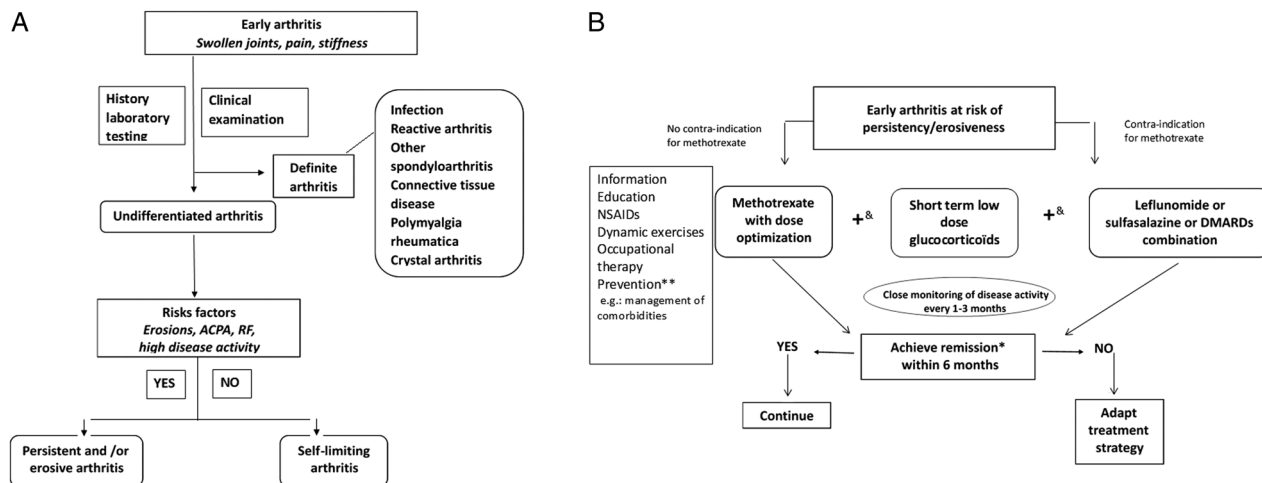 A
Early arthritis
Swollen joints, pain, stiffness
History
laboratory
testing
Clinical
examination
Definite
arthritis
Infection
Reactive arthritis
Other
spondyloarthritis
Connective tissue
disease
Polymyalgia
rheumatica
Crystal arthritis
Undifferentiated arthritis
Risks factors
Erosions, ACPA, RF,
high disease activity
YES
NO
Persistent and /or
erosive arthritis
Self-limiting
arthritis
B
Early arthritis at risk of
persistency/erosiveness
No contra-indication
for methotrexate
Contra-indication
for methotrexate
Information
Education
NSAIDs
Dynamic exercises
Occupational
therapy
Prevention**
e.g.: management of
comorbidities
Methotrexate
with dose
optimization
+&
Short term low
dose
glucocorticoïds
+&
Leflunomide or
sulfasalazine or DMARDs
combination
Close monitoring of disease activity
every 1-3 months
YES
Achieve remission*
within 6 months
NO
Continue
Adapt
treatment
strategy